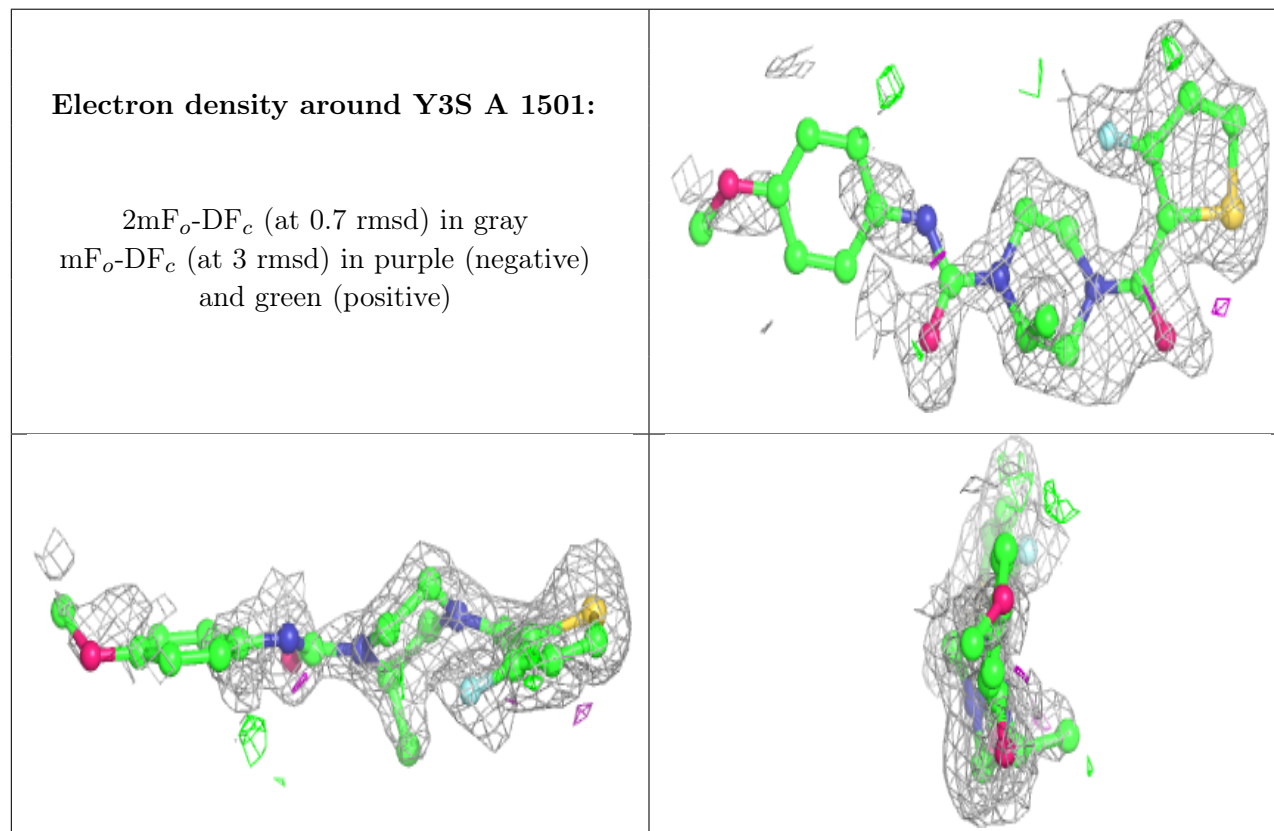 Electron density around Y3S A 1501:
2mFo-DFc (at 0.7 rmsd) in gray
mFo-DFc (at 3 rmsd) in purple (negative)
and green (positive)